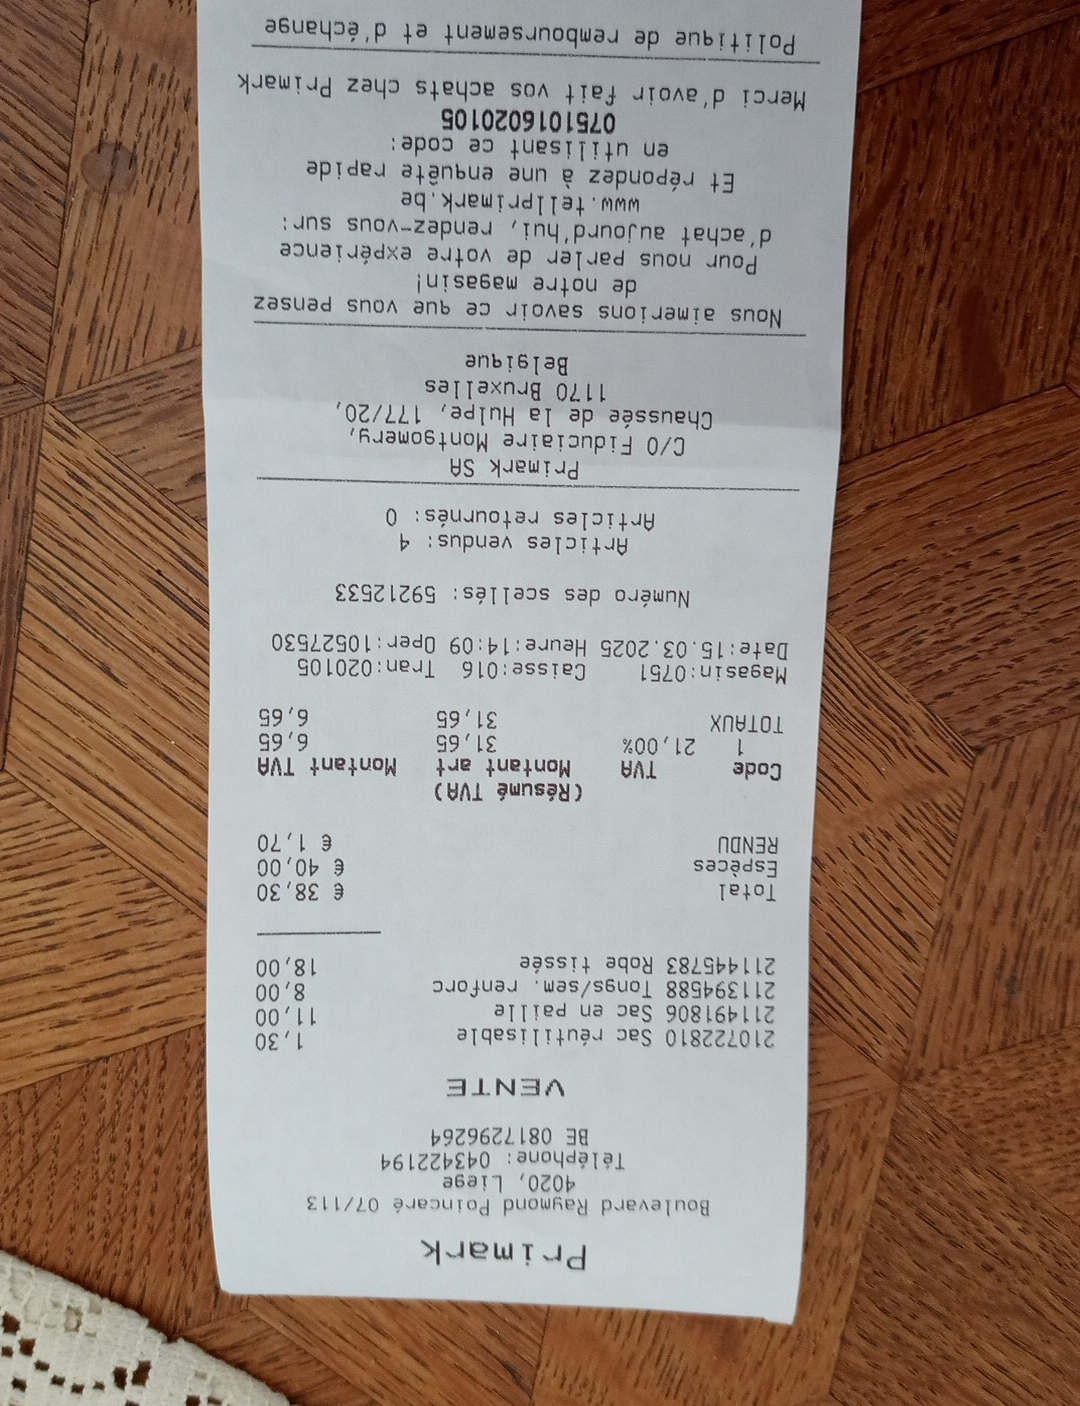 Primark
Boulevard Raymond Poincaré 07/113
4020, Liege
Téléphone: 043422194
BE 0817296264
VENTE
210722810 Sac réutilisable 1,30
211491806 Sac en paille 11,00
211394588 Tongs/sem. renforc 8,00
211445783 Robe tissée 18,00
Total € 38,30
Espèces € 40,00
RENDU € 1,70
(Résumé TVA)
Code TVA Montant art Montant TVA
1 21,00% 31,65 6,65
TOTAUX 31,65 6,65
Magasin:0751 Caisse:016 Tran:020105
Date:15.03.2025 Heure:14:09 Oper:10527530
Numéro des scellés: 59212533
Articles vendus: 4
Articles retournés: 0
Primark SA
C/O Fiduciaire Montgomery,
Chaussée de la Hulpe, 177/20,
1170 Bruxelles
Belgique
Nous aimerions savoir ce que vous pensez
de notre magasin!
Pour nous parler de votre expérience
d'achat aujourd'hui, rendez-vous sur:
www.tellprimark.be
Et répondez à une enquête rapide
en utilisant ce code:
0751016020105
Merci d'avoir fait vos achats chez Primark
Politique de remboursement et d'échange